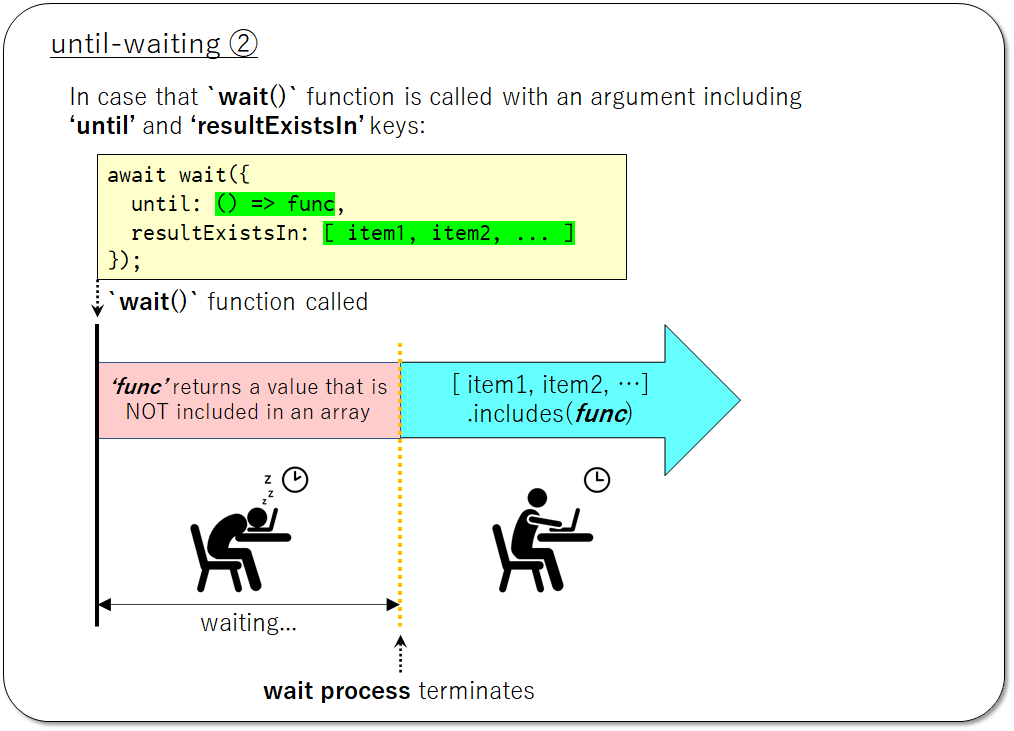 until-waiting ②
In case that `wait()` function is called with an argument including
‘until’ and ‘resultExistsIn’ keys:
await wait({
  until: () => func,
  resultExistsIn: [ item1, item2, ... ]
});
`wait()` function called
‘func’ returns a value that is
NOT included in an array
[ item1, item2, …]
.includes(func)
z
z
z
waiting...
wait process terminates